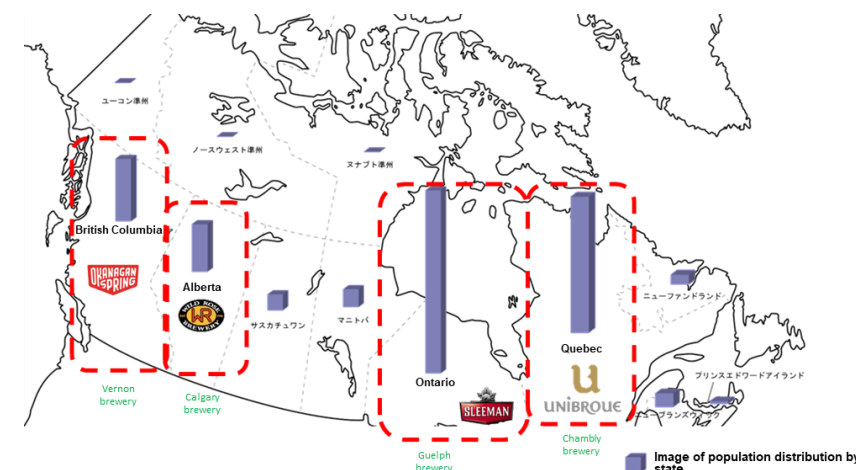 ユーコン準州
ノースウェスト準州
ヌナブト準州
British Columbia
OKANAGAN
SPRING
Alberta
WILD ROSE
WR
BREWERY
サスカチュワン
マニトバ
Ontario
SLEEMAN
Quebec
u
UNIBROUE
ニューファンドランド
プリンスエドワードアイランド
ニューブランズウィック
Vernon
brewery
Calgary
brewery
Guelph
brewery
Chambly
brewery
Image of population distribution by
state